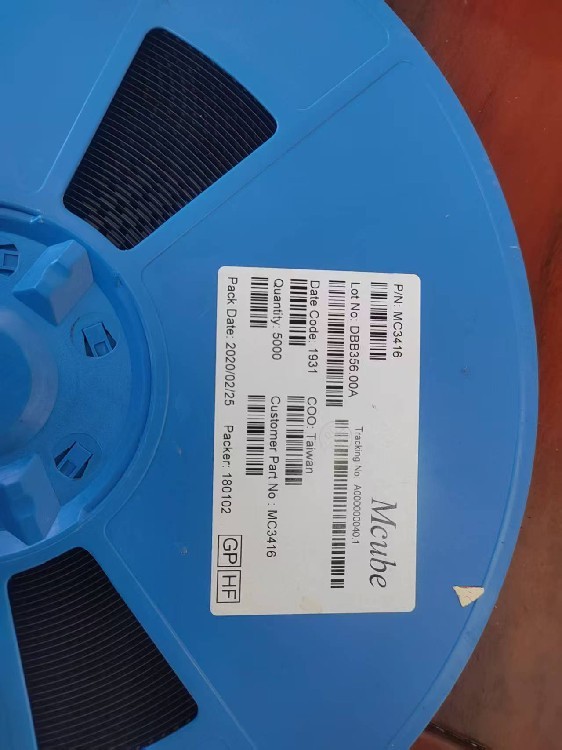 Mcube
P/N: MC3416
Lot No: DBB356.00A
Tracking No: A000000040.1
Date Code: 1931
COO: Taiwan
Quantity: 5000
Customer Part No: MC3416
Pack Date: 2020/02/25
Packer: 180102
GP HF